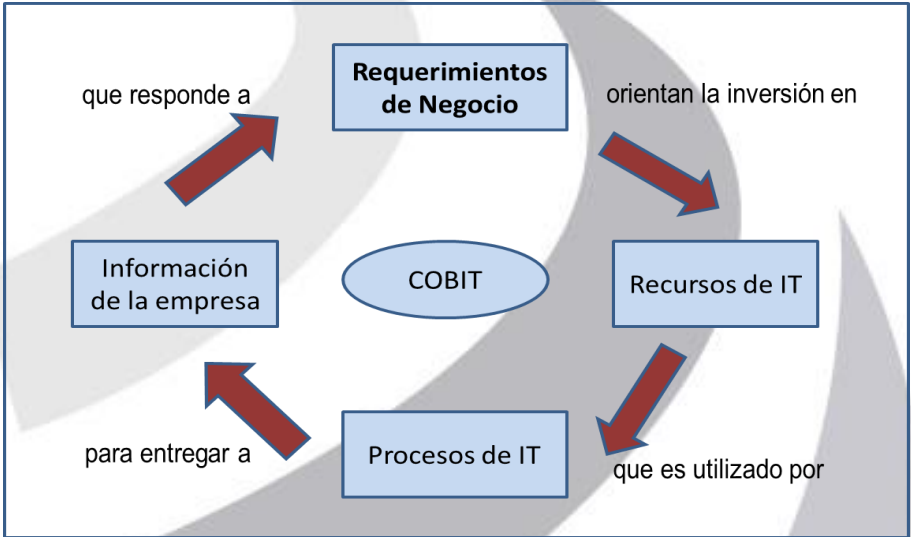 Requerimientos
de Negocio
que responde a
orientan la inversión en
Información
de la empresa
COBIT
Recursos de IT
para entregar a
Procesos de IT
que es utilizado por